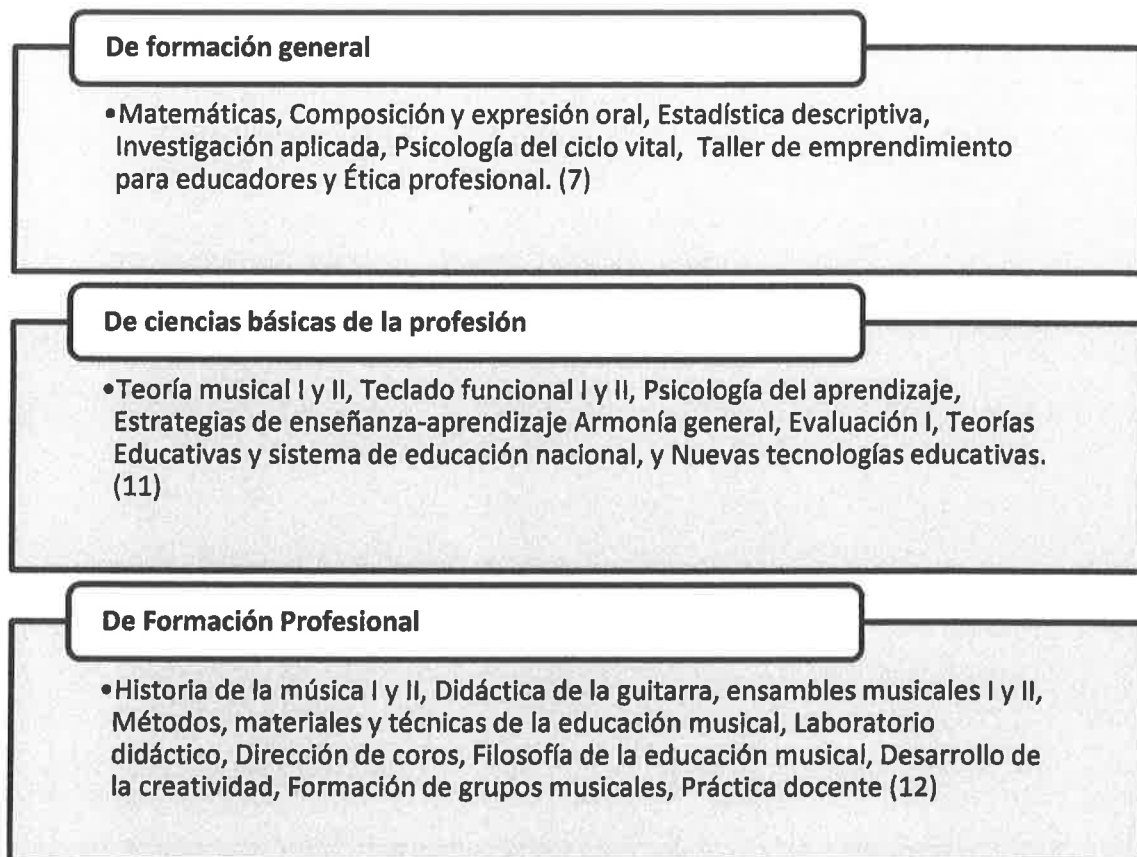 De formación general
•Matemáticas, Composición y expresión oral, Estadística descriptiva,
Investigación aplicada, Psicología del ciclo vital, Taller de emprendimiento
para educadores y Ética profesional. (7)
De ciencias básicas de la profesión
•Teoría musical I y II, Teclado funcional I y II, Psicología del aprendizaje,
Estrategias de enseñanza-aprendizaje Armonía general, Evaluación I, Teorías
Educativas y sistema de educación nacional, y Nuevas tecnologías educativas.
(11)
De Formación Profesional
•Historia de la música I y II, Didáctica de la guitarra, ensambles musicales I y II,
Métodos, materiales y técnicas de la educación musical, Laboratorio
didáctico, Dirección de coros, Filosofía de la educación musical, Desarrollo de
la creatividad, Formación de grupos musicales, Práctica docente (12)